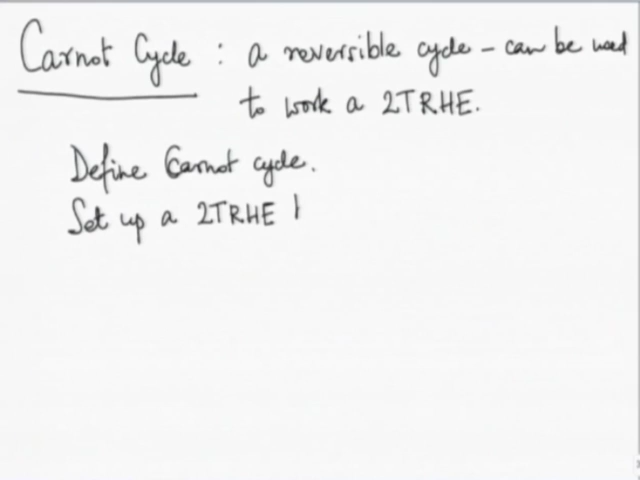 Carnot Cycle : a reversible cycle – can be used
to work a 2TRHE.
Define Carnot cycle.
Set up a 2TRHE